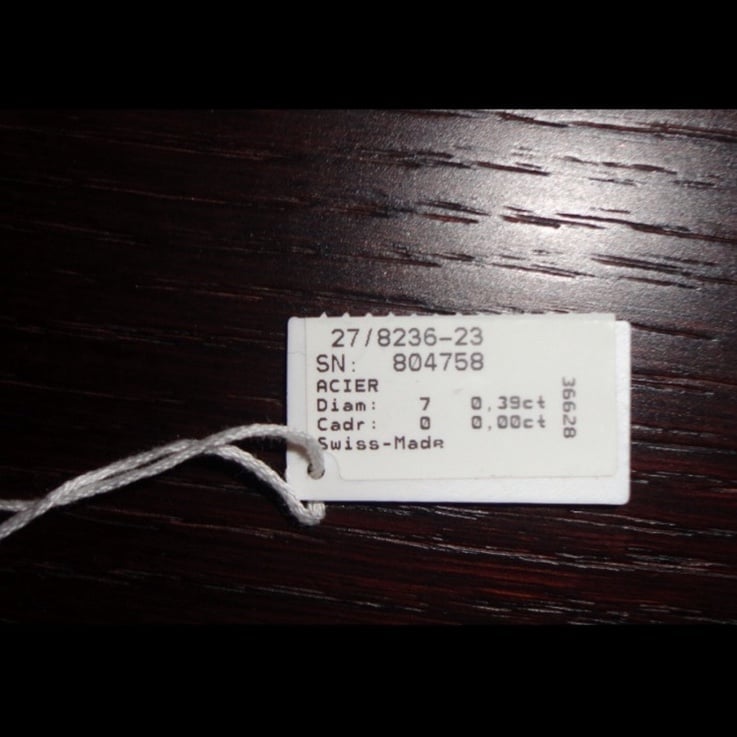 27/8236-23
SN: 804758
ACIER
Diam: 7 0,39ct
Cadr: 0 0,00ct
Swiss-Made
36628